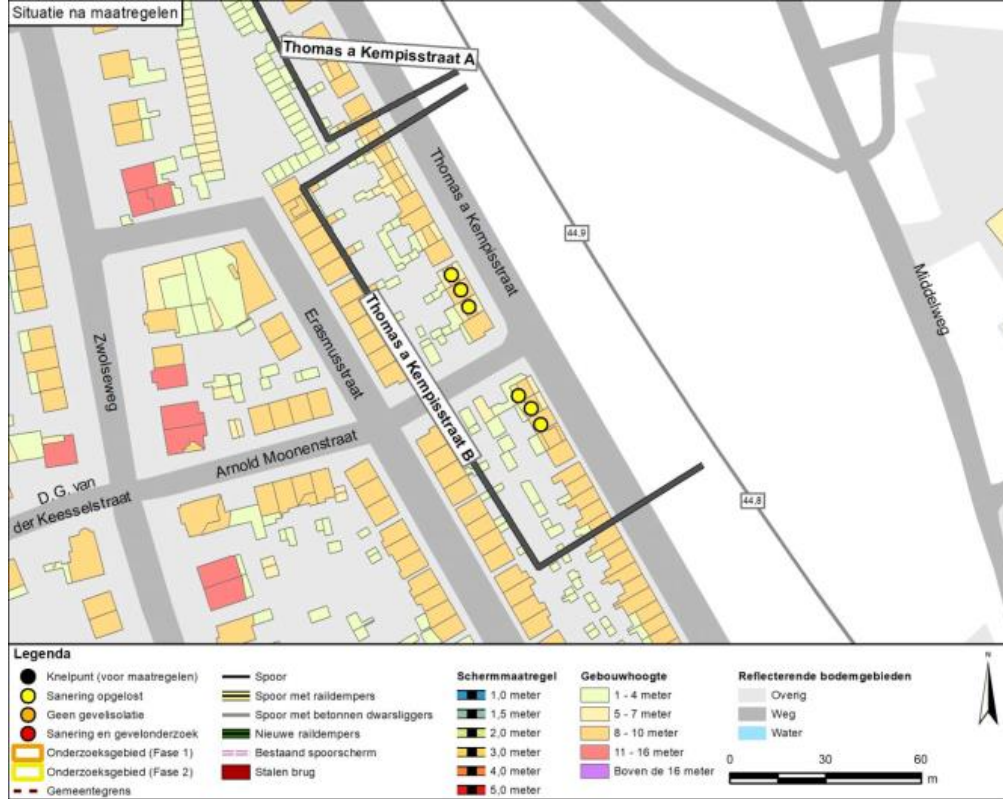 Situatie na maatregelen
Thomas a Kempisstraat A
Thomas a Kempisstraat
44,9
Middelweg
Thomas a Kempisstraat B
Erasmusstraat
Zwolseweg
Arnold Moonenstraat
D.G. van
der Keesselstraat
44,8
Legenda
Knelpunt (voor maatregelen)
Sanering opgelost
Geen gevelisolatie
Sanering en gevelonderzoek
Onderzoeksgebied (Fase 1)
Onderzoeksgebied (Fase 2)
Gemeentegrens
Spoor
Spoor met raildempers
Spoor met betonnen dwarsliggers
Nieuwe raildempers
Bestaand spoorscherm
Stalen brug
Schermmaatregel
1,0 meter
1,5 meter
2,0 meter
3,0 meter
4,0 meter
5,0 meter
Gebouwhoogte
1 - 4 meter
5 - 7 meter
8 - 10 meter
11 - 16 meter
Boven de 16 meter
Reflecterende bodemgebieden
Overig
Weg
Water
N
0 30 60
m